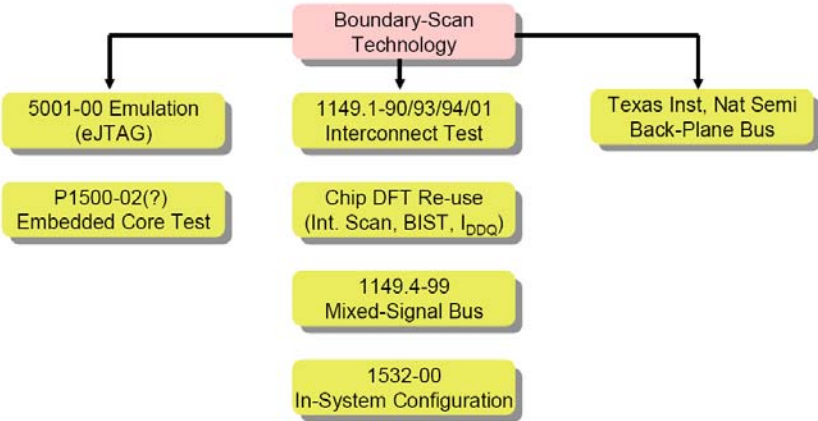 Boundary-Scan
Technology
5001-00 Emulation
(eJTAG)
P1500-02(?)
Embedded Core Test
1149.1-90/93/94/01
Interconnect Test
Chip DFT Re-use
(Int. Scan, BIST, IDDQ)
1149.4-99
Mixed-Signal Bus
1532-00
In-System Configuration
Texas Inst, Nat Semi
Back-Plane Bus